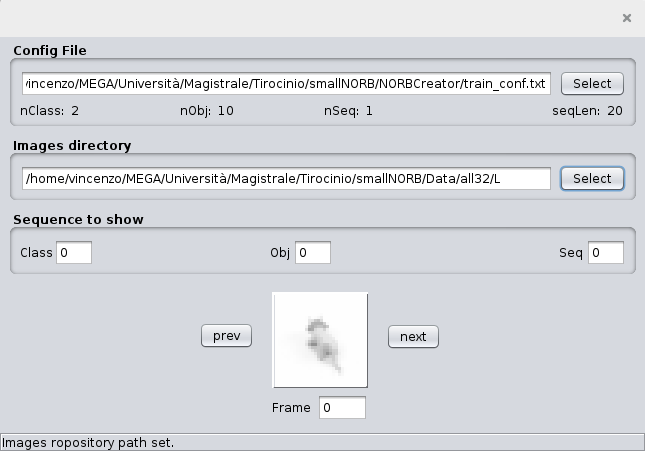 Config File
vincenzo/MEGA/Università/Magistrale/Tirocinio/smallNORB/NORBCreator/train_conf.txt Select
nClass: 2 nObj: 10 nSeq: 1 seqLen: 20
Images directory
/home/vincenzo/MEGA/Università/Magistrale/Tirocinio/smallNORB/Data/all32/L Select
Sequence to show
Class 0 Obj 0 Seq 0
prev next
Frame 0
Images ropository path set.